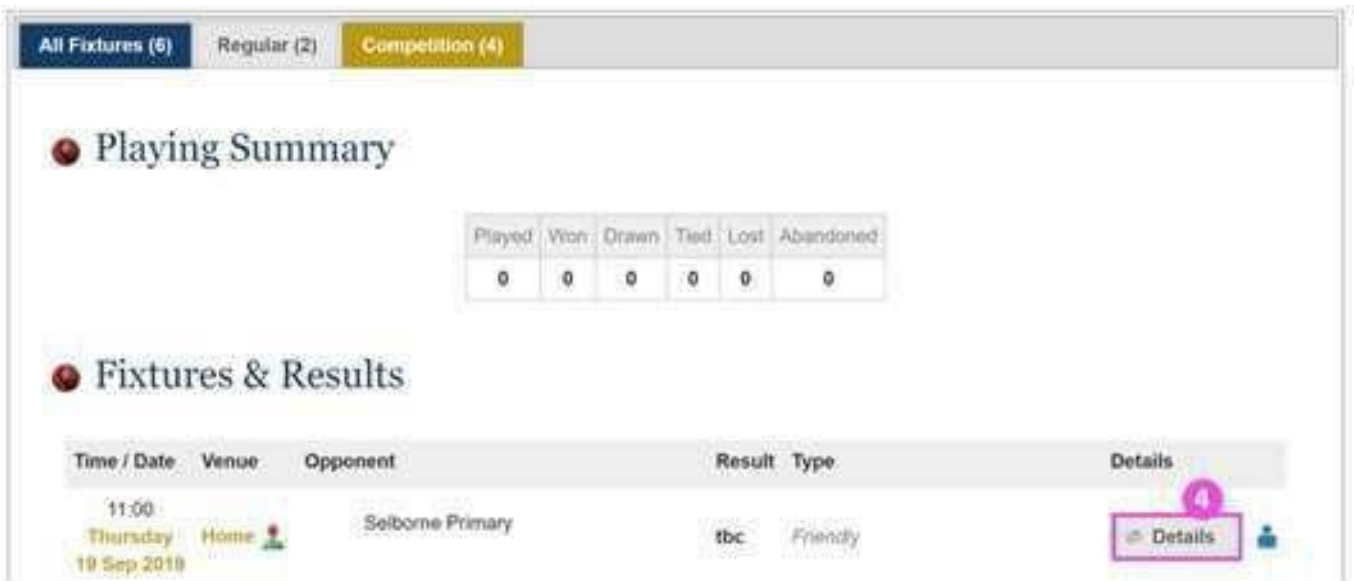 All Fixtures (6) Regular (2) Competition (4)
Playing Summary
Played Won Drawn Tied Lost Abandoned
0 0 0 0 0 0
Fixtures & Results
Time / Date Venue Opponent Result Type Details
11:00
Thursday
19 Sep 2019
Home
Selborne Primary
tbc
Friendly
4
Details